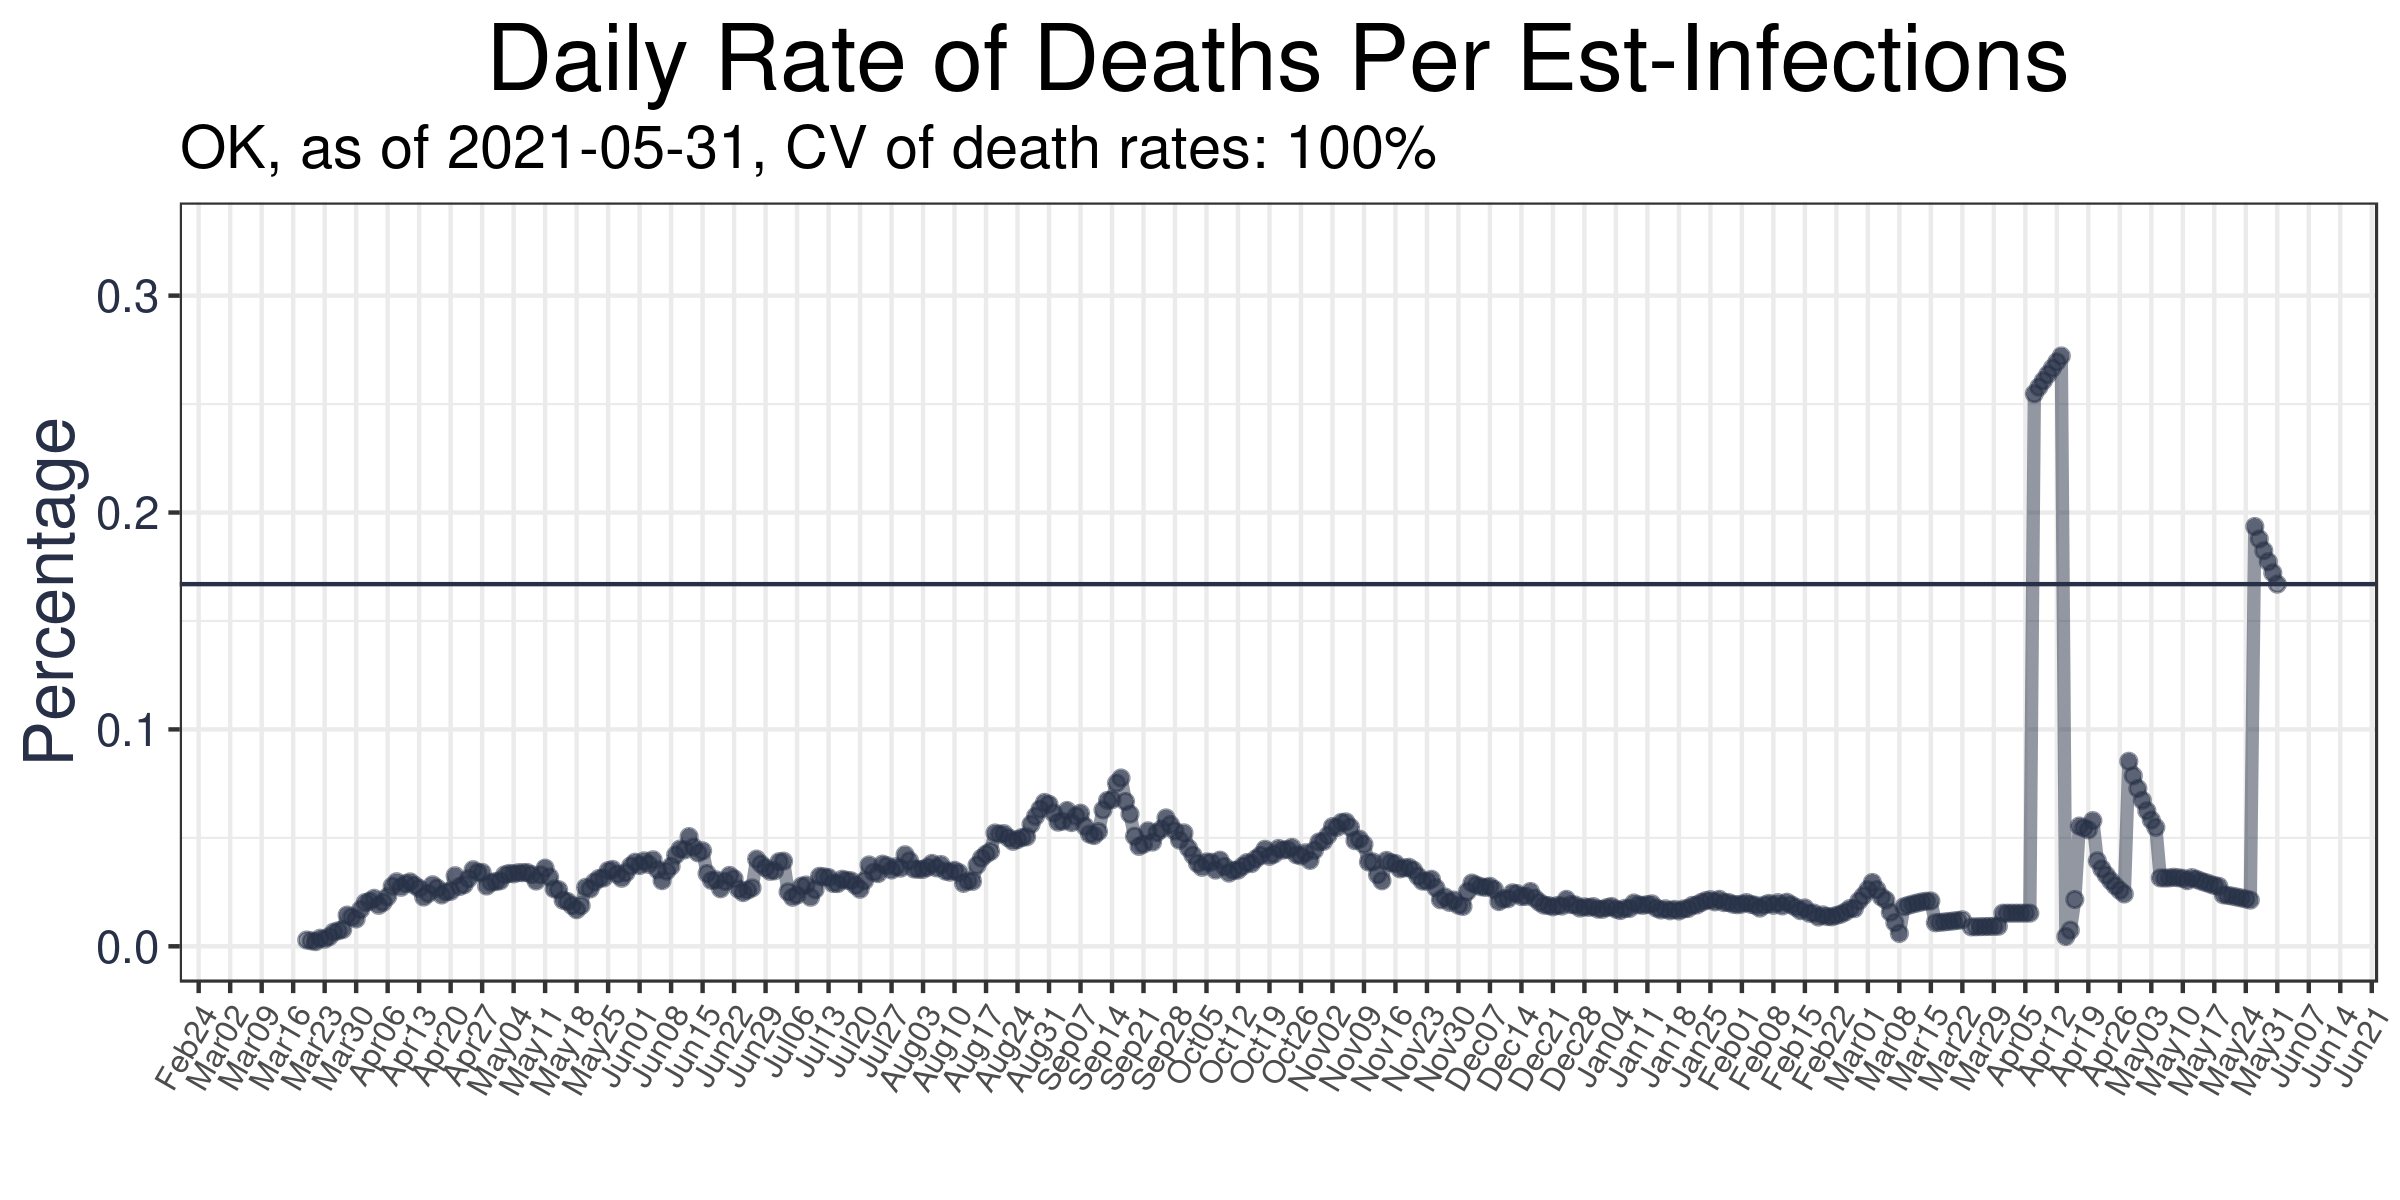 Daily Rate of Deaths Per Est-Infections
OK, as of 2021-05-31, CV of death rates: 100%
Percentage
0.3
0.2
0.1
0.0
Feb24
Mar02
Mar09
Mar16
Mar23
Mar30
Apr06
Apr13
Apr20
Apr27
May04
May11
May18
May25
Jun01
Jun08
Jun15
Jun22
Jun29
Jul06
Jul13
Jul20
Jul27
Aug03
Aug10
Aug17
Aug24
Aug31
Sep07
Sep14
Sep21
Sep28
Oct05
Oct12
Oct19
Oct26
Nov02
Nov09
Nov16
Nov23
Nov30
Dec07
Dec14
Dec21
Dec28
Jan04
Jan11
Jan18
Jan25
Feb01
Feb08
Feb15
Feb22
Mar01
Mar08
Mar15
Mar22
Mar29
Apr05
Apr12
Apr19
Apr26
May03
May10
May17
May24
May31
Jun07
Jun14
Jun21